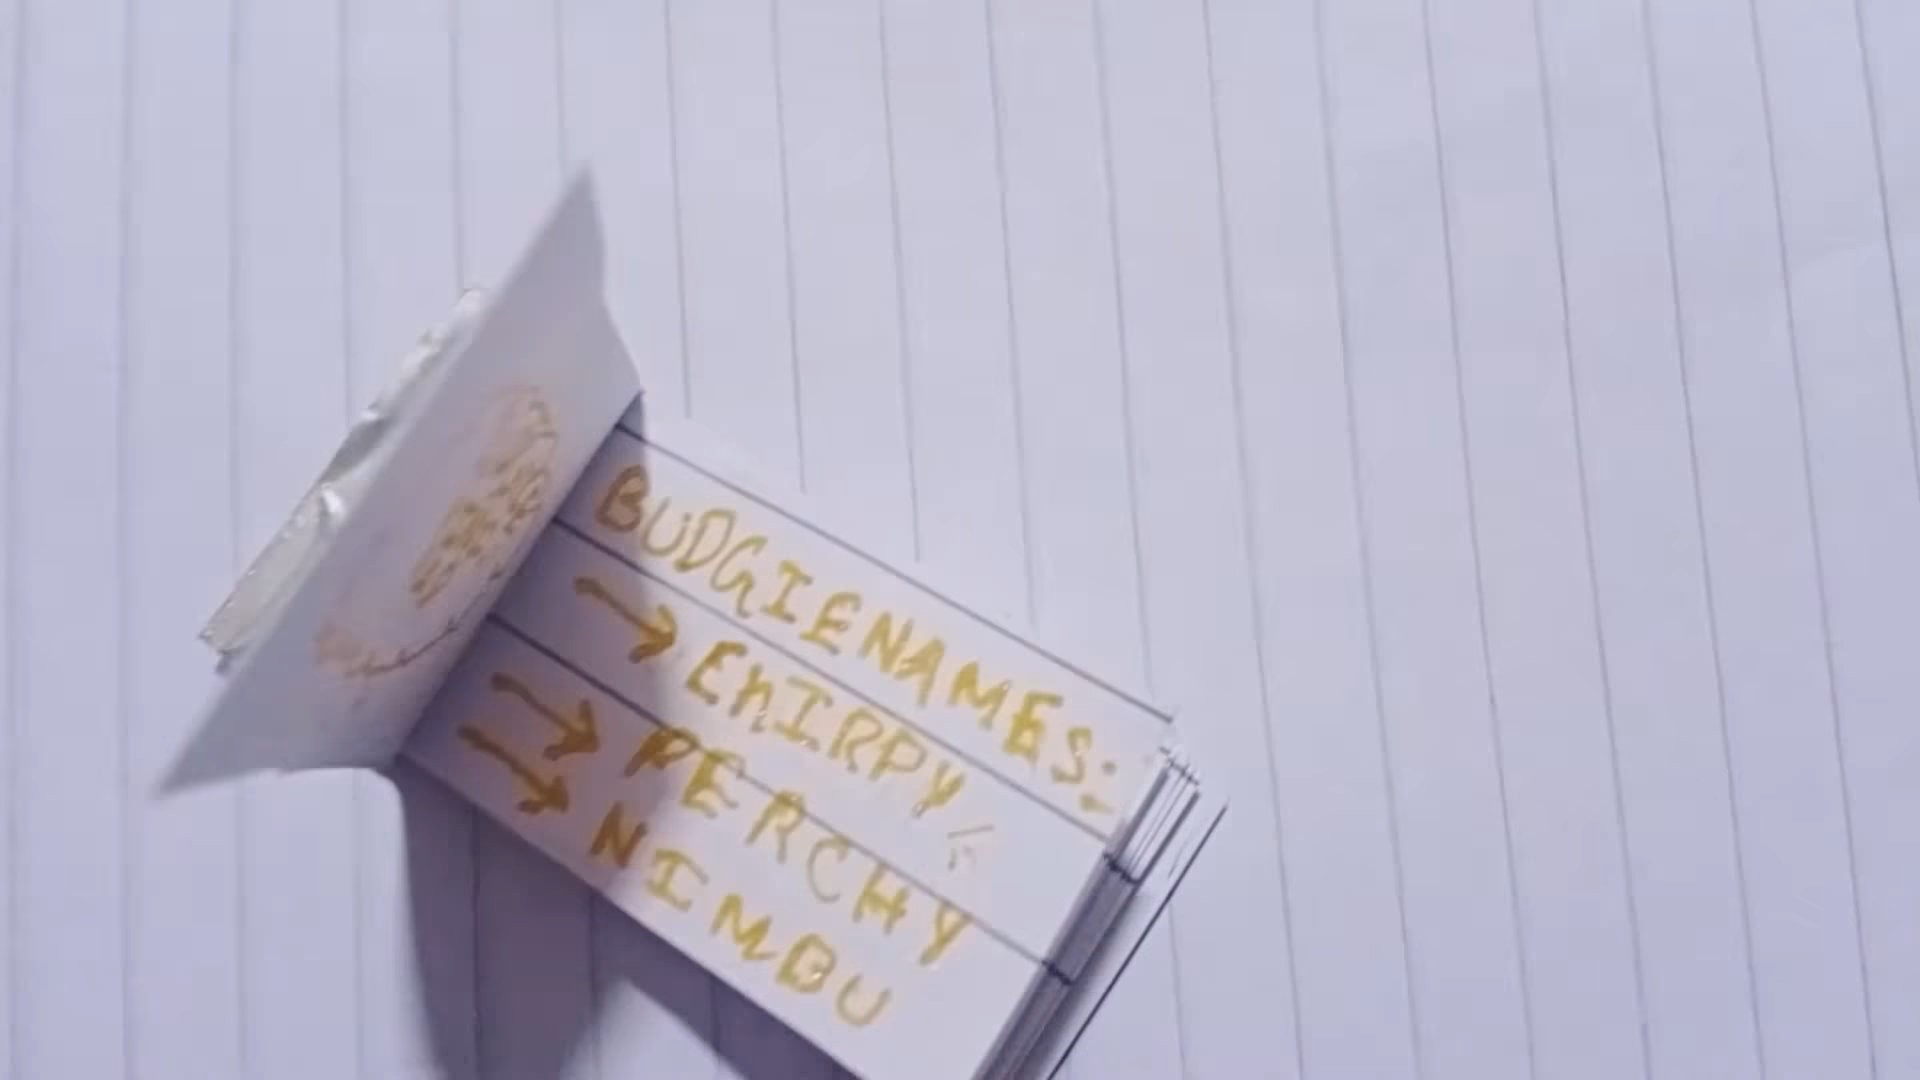 BUDGIENAMES:
→ CHIRPY
→ PERCHY
→ NIMBU